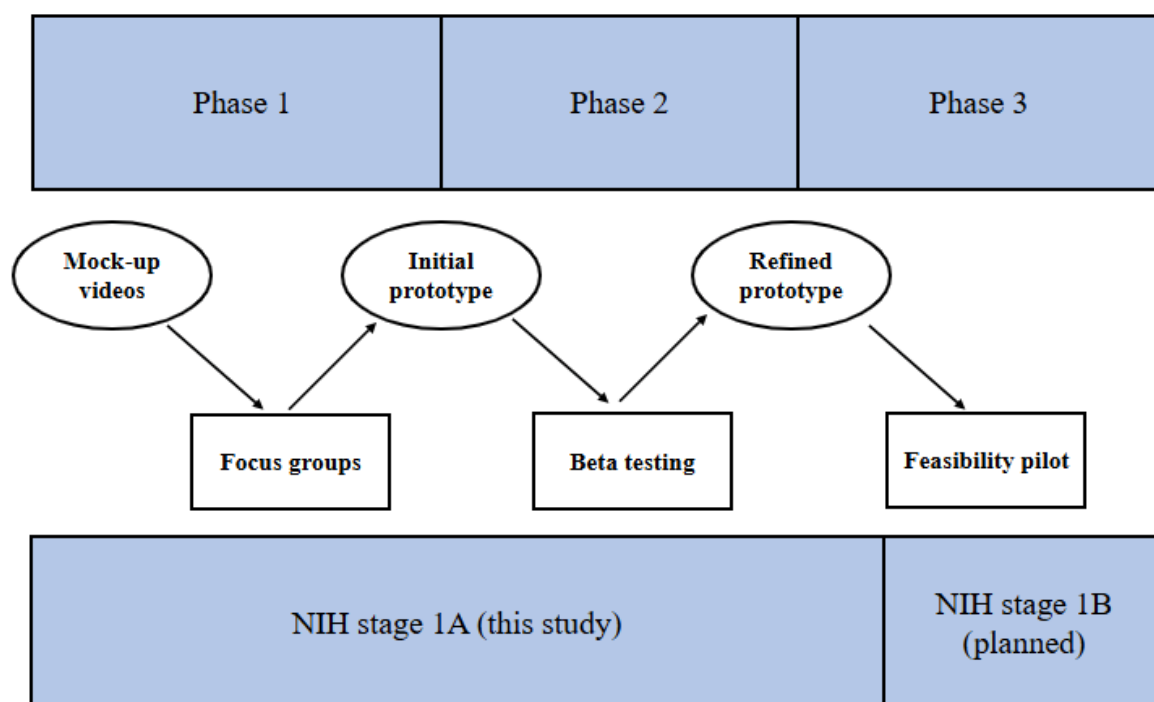 Phase 1
Phase 2
Phase 3
Mock-up
videos
Initial
prototype
Refined
prototype
Focus groups
Beta testing
Feasibility pilot
NIH stage 1A (this study)
NIH stage 1B
(planned)